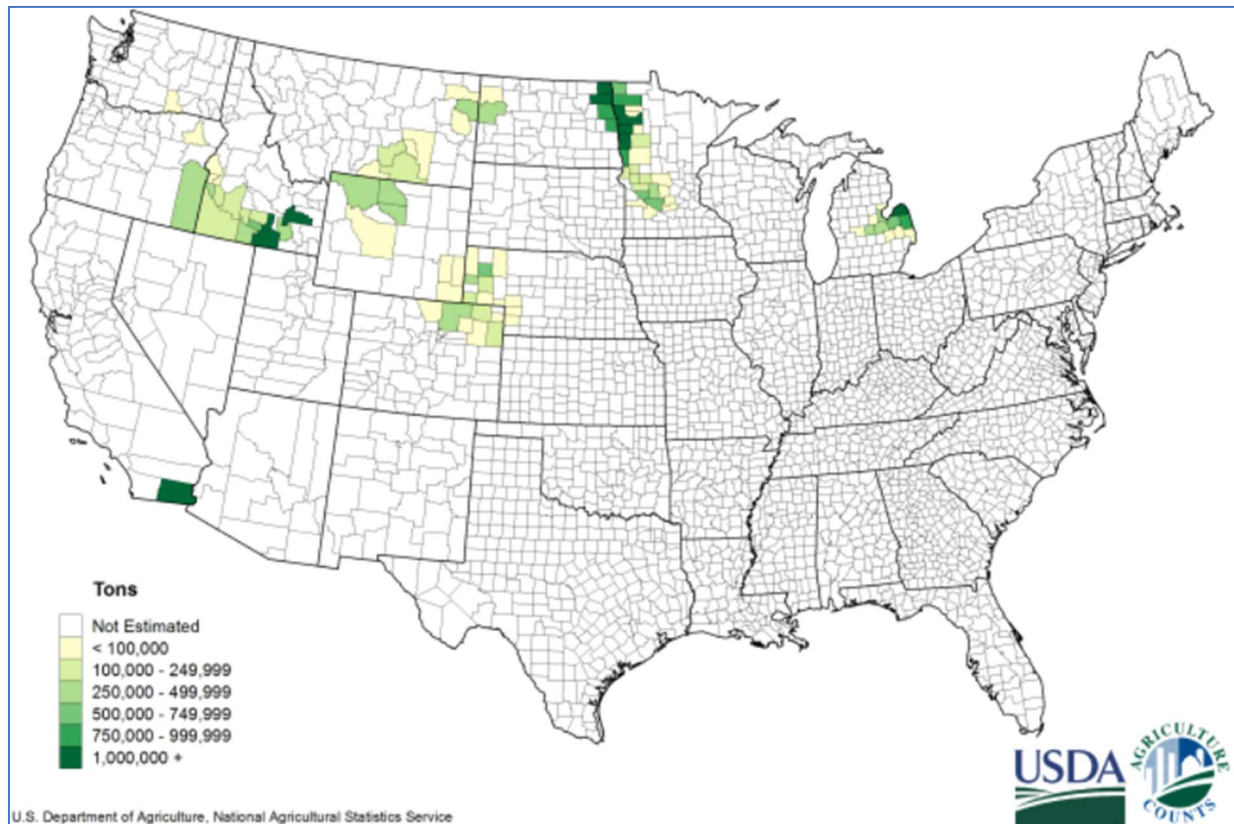 Tons
Not Estimated
< 100,000
100,000 - 249,999
250,000 - 499,999
500,000 - 749,999
750,000 - 999,999
1,000,000 +
USDA
AGRICULTURE
COUNTS
U.S. Department of Agriculture, National Agricultural Statistics Service